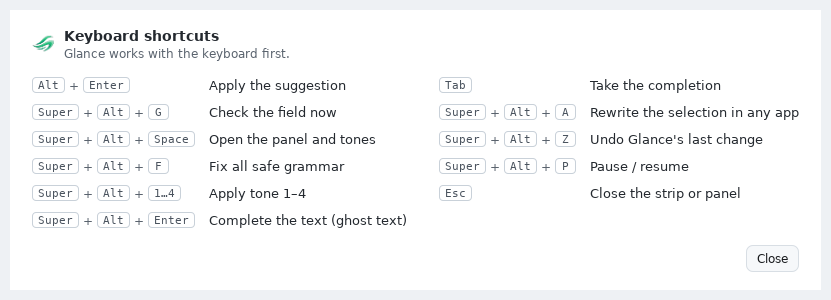 Keyboard shortcuts
Glance works with the keyboard first.
Alt + Enter Apply the suggestion
Super + Alt + G Check the field now
Super + Alt + Space Open the panel and tones
Super + Alt + F Fix all safe grammar
Super + Alt + 1…4 Apply tone 1–4
Super + Alt + Enter Complete the text (ghost text)
Tab Take the completion
Super + Alt + A Rewrite the selection in any app
Super + Alt + Z Undo Glance's last change
Super + Alt + P Pause / resume
Esc Close the strip or panel
Close